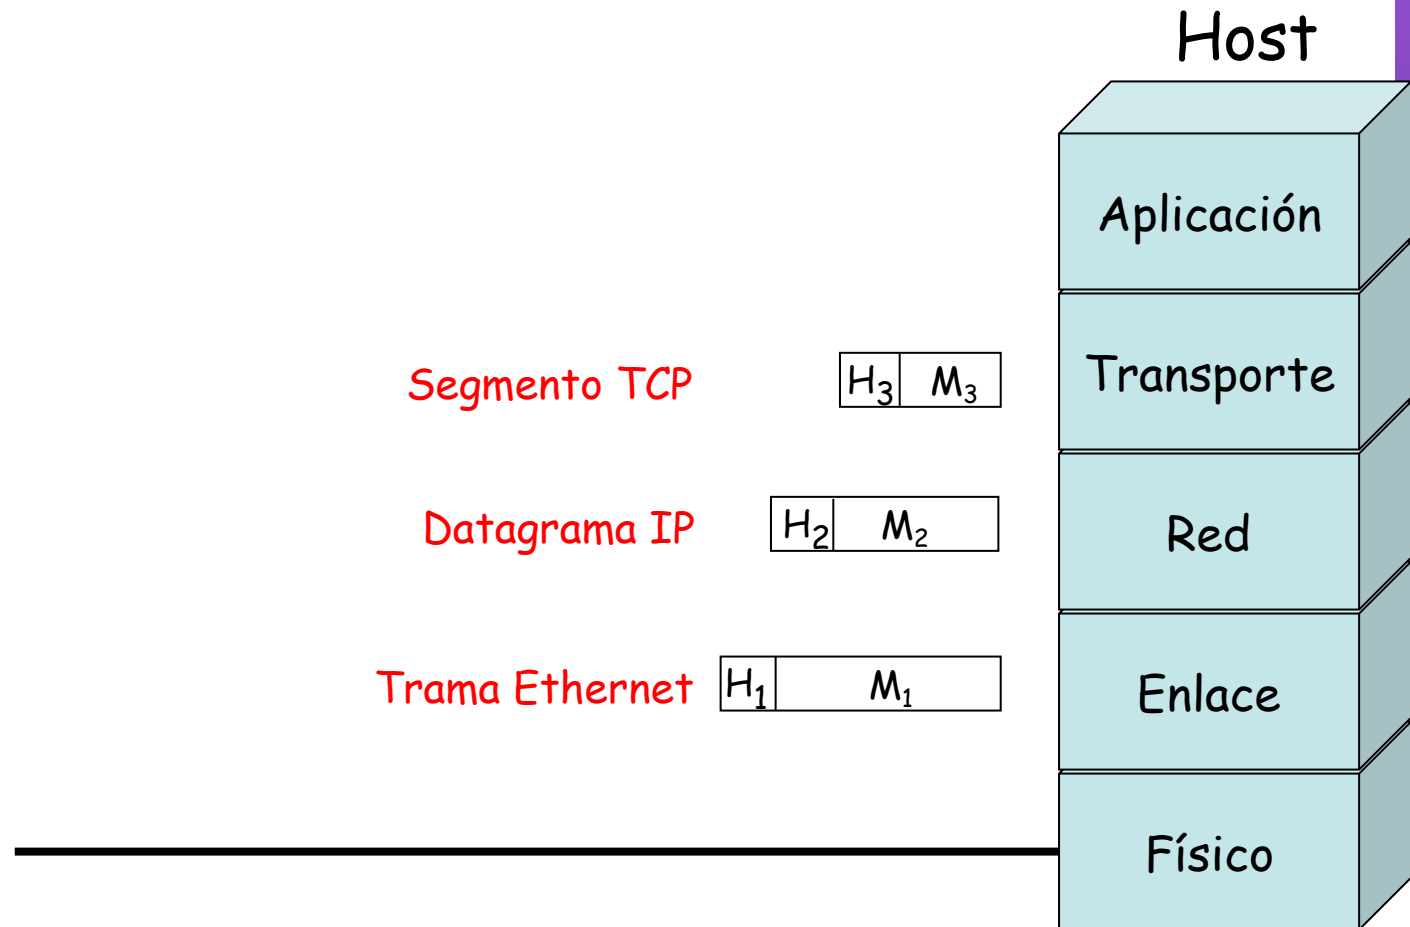 Host
Aplicación
Segmento TCP H₃ M₃ Transporte
Datagrama IP H₂ M₂ Red
Trama Ethernet H₁ M₁ Enlace
Físico